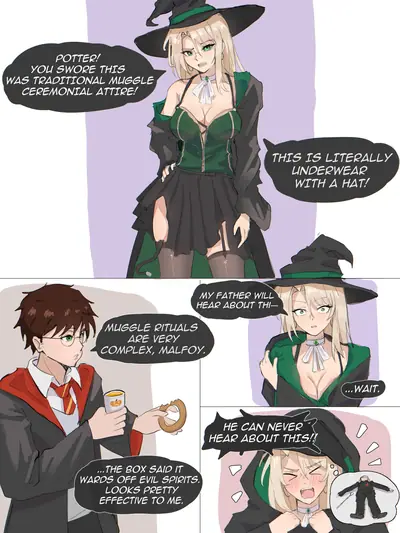 POTTER!
YOU SWORE THIS
WAS TRADITIONAL MUGGLE
CEREMONIAL ATTIRE!
THIS IS LITERALLY
UNDERWEAR
WITH A HAT!
MUGGLE RITUALS
ARE VERY
COMPLEX, MALFOY.
...THE BOX SAID IT
WARDS OFF EVIL SPIRITS.
LOOKS PRETTY
EFFECTIVE TO ME.
MY FATHER WILL
HEAR ABOUT THI—
...WAIT.
HE CAN NEVER
HEAR ABOUT THIS!!